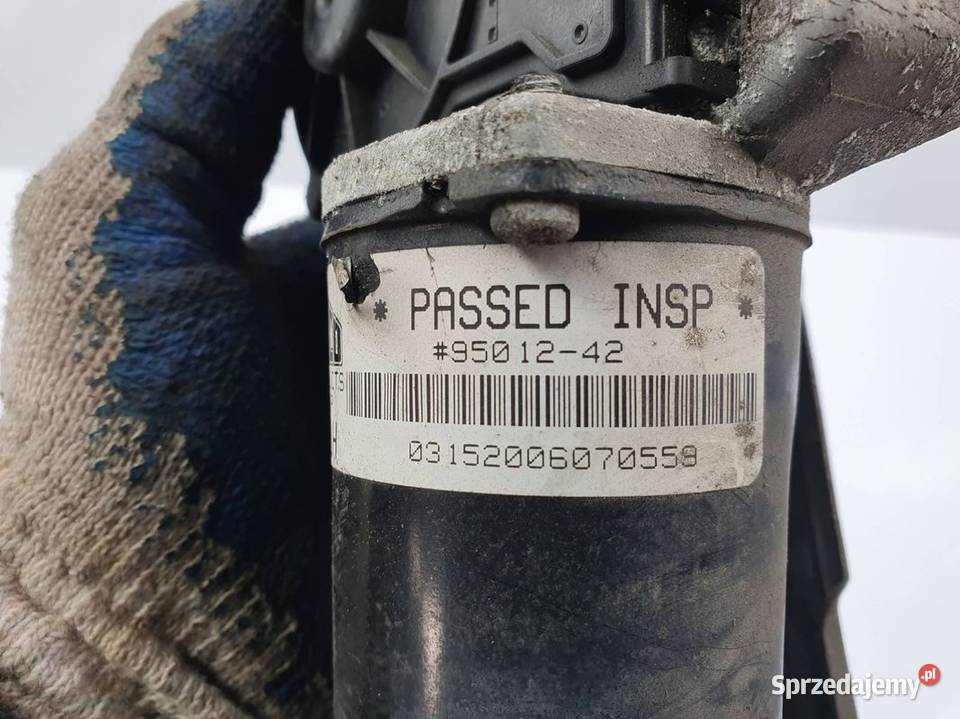 * PASSED INSP *
#95012-42
03152006070558
Sprzedajemy.pl